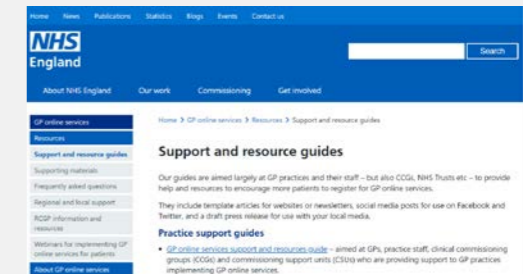 Home News Publications Statistics Blogs Events Contact us
NHS
England
Search
About NHS England Our work Commissioning Get involved
GP online services
Resources
Support and resource guides
Supporting materials
Frequently asked questions
Regional and local support
RCGP information and
resources
Webinars for implementing GP
online services for patients
About GP online services
Home > GP online services > Resources > Support and resource guides
Support and resource guides
Our guides are aimed largely at GP practices and their staff – but also CCGs, NHS Trusts etc – to provide
help and resources to encourage more patients to register for GP online services.
They include template articles for websites or newsletters, social media posts for use on Facebook and
Twitter, and a draft press release for use with your local media.
Practice support guides
• GP online services support and resources guide – aimed at GPs, practice staff, clinical commissioning
groups (CCGs) and commissioning support units (CSUs) who are providing support to GP practices
implementing GP online services.